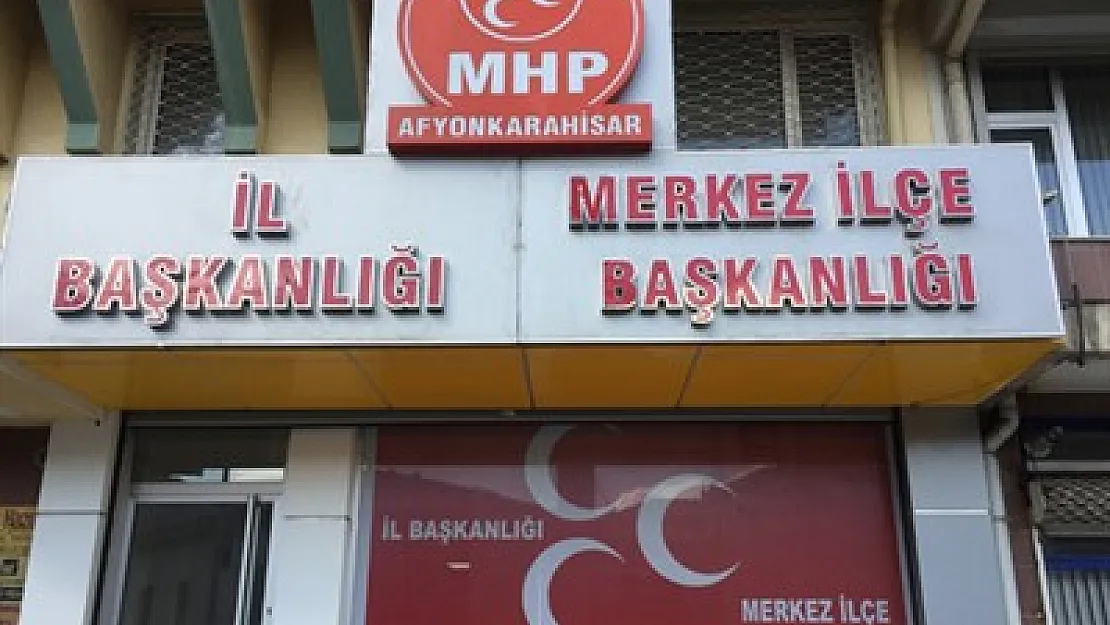 MHP
AFYONKARAHİSAR
İL
BAŞKANLIĞI
MERKEZ İLÇE
BAŞKANLIĞI
İL BAŞKANLIĞI
MERKEZ İLÇE